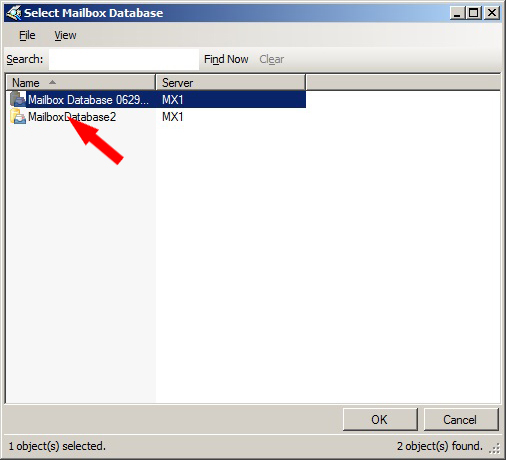 Select Mailbox Database
File View
Search: Find Now Clear
Name Server
Mailbox Database 0629... MX1
MailboxDatabase2 MX1
OK Cancel
1 object(s) selected. 2 object(s) found.